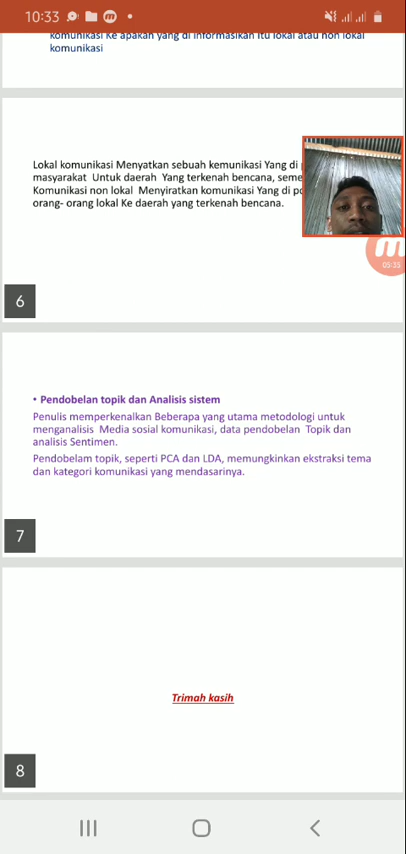 10:33
komunikasi Ke apakah yang di informasikan itu lokal atau non lokal
komunikasi
Lokal komunikasi Menyatkan sebuah kemunikasi Yang di
masyarakat Untuk daerah Yang terkenah bencana,
Komunikasi non lokal Menyiratkan komunikasi Yang di
orang- orang lokal Ke daerah yang terkenah bencana.
05:33
6
• Pendobelan topik dan Analisis sistem
Penulis memperkenalkan Beberapa yang utama metodologi untuk
menganalisis Media sosial komunikasi, data pendobelan Topik dan
analisis Sentimen.
Pendobelam topik, seperti PCA dan LDA, memungkinkan ekstraksi tema
dan kategori komunikasi yang mendasarinya.
7
Trimah kasih
8